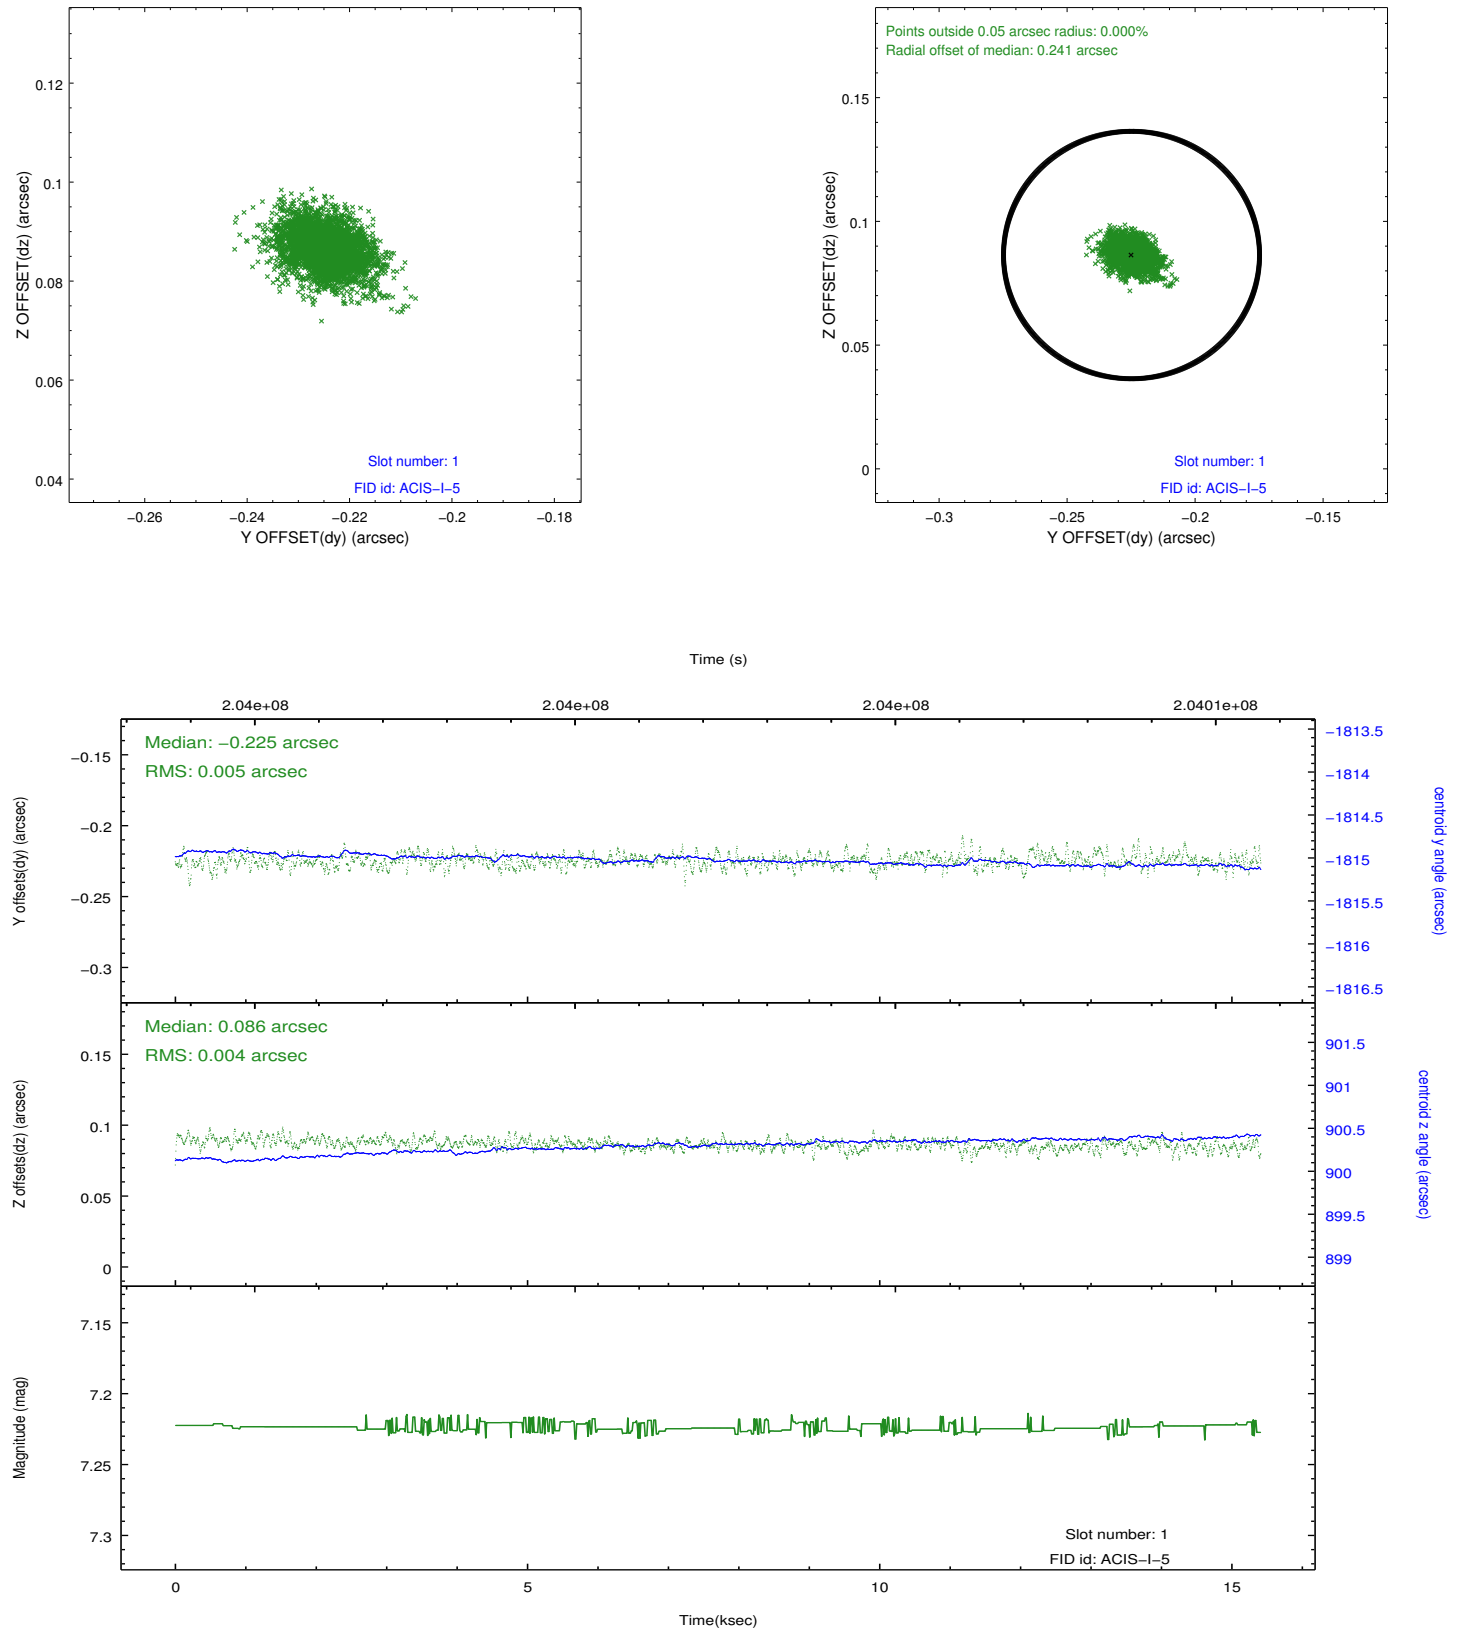 0.12
0.1
0.08
0.06
0.04
Z OFFSET(dz) (arcsec)
Slot number: 1
FID id: ACIS−I−5
−0.26
−0.24
−0.22
−0.2
−0.18
Y OFFSET(dy) (arcsec)
Points outside 0.05 arcsec radius: 0.000%
Radial offset of median: 0.241 arcsec
0.15
0.1
0.05
0
Z OFFSET(dz) (arcsec)
Slot number: 1
FID id: ACIS−I−5
−0.3
−0.25
−0.2
−0.15
Y OFFSET(dy) (arcsec)
Time (s)
2.04e+08
2.04e+08
2.04e+08
2.0401e+08
Median: −0.225 arcsec
RMS: 0.005 arcsec
−0.15
−0.2
−0.25
−0.3
Y offsets(dy) (arcsec)
−1813.5
−1814
−1814.5
−1815
−1815.5
−1816
−1816.5
centroid y angle (arcsec)
Median: 0.086 arcsec
RMS: 0.004 arcsec
0.15
0.1
0.05
0
Z offsets(dz) (arcsec)
901.5
901
900.5
900
899.5
899
centroid z angle (arcsec)
7.15
7.2
7.25
7.3
Magnitude (mag)
Slot number: 1
FID id: ACIS−I−5
0
5
10
15
Time(ksec)